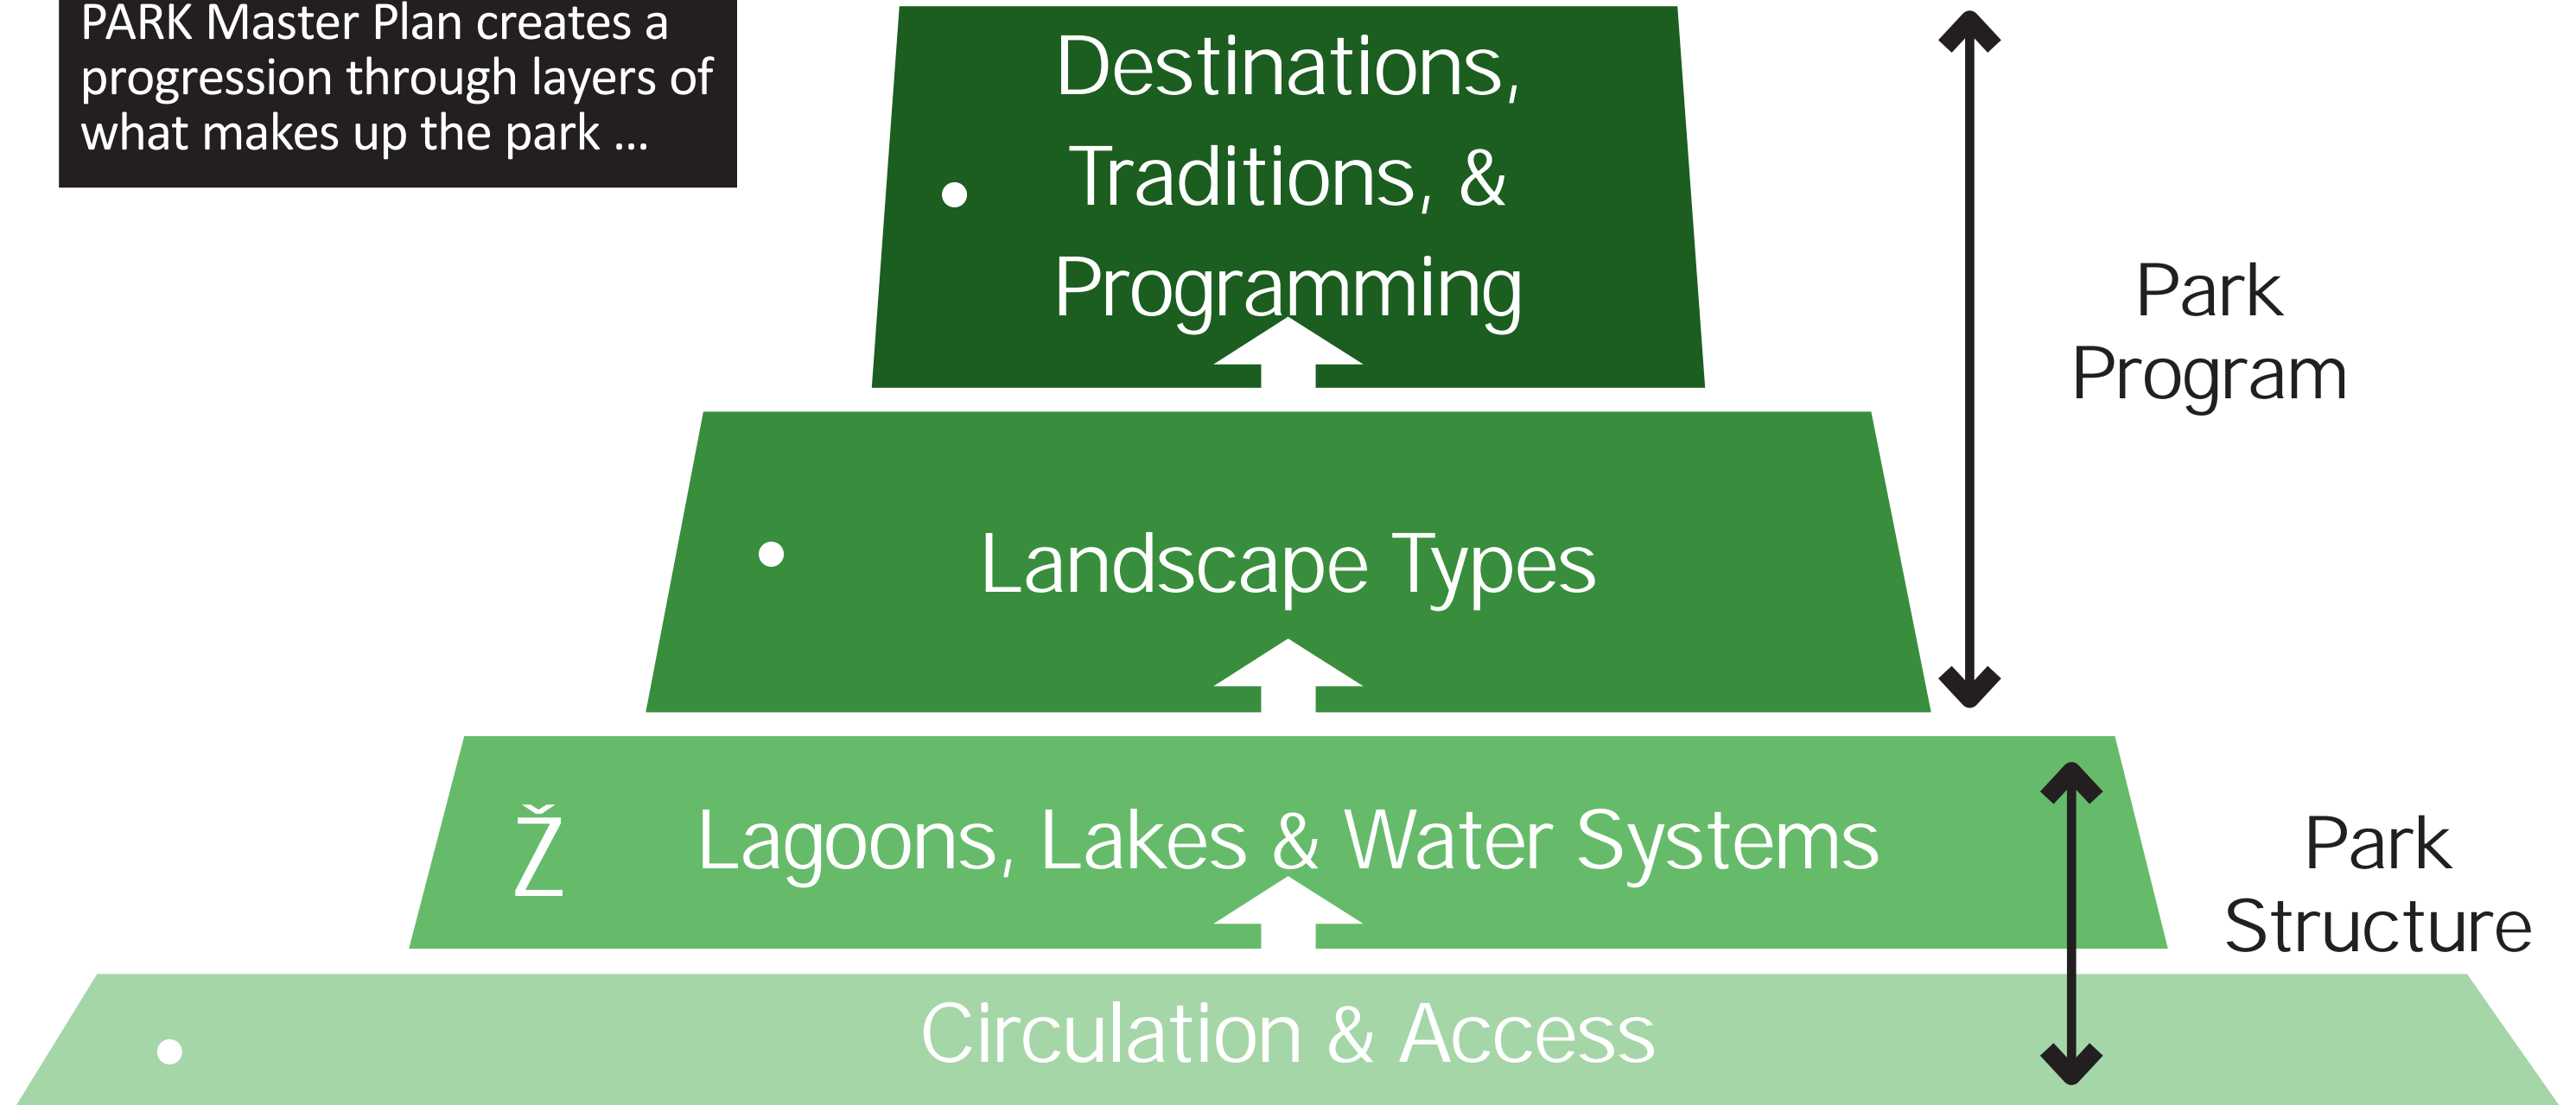 PARK Master Plan creates a
progression through layers of
what makes up the park ...
Destinations,
• Traditions, &
Programming
Park
Program
• Landscape Types
Ž Lagoons, Lakes & Water Systems
Park
Structure
• Circulation & Access